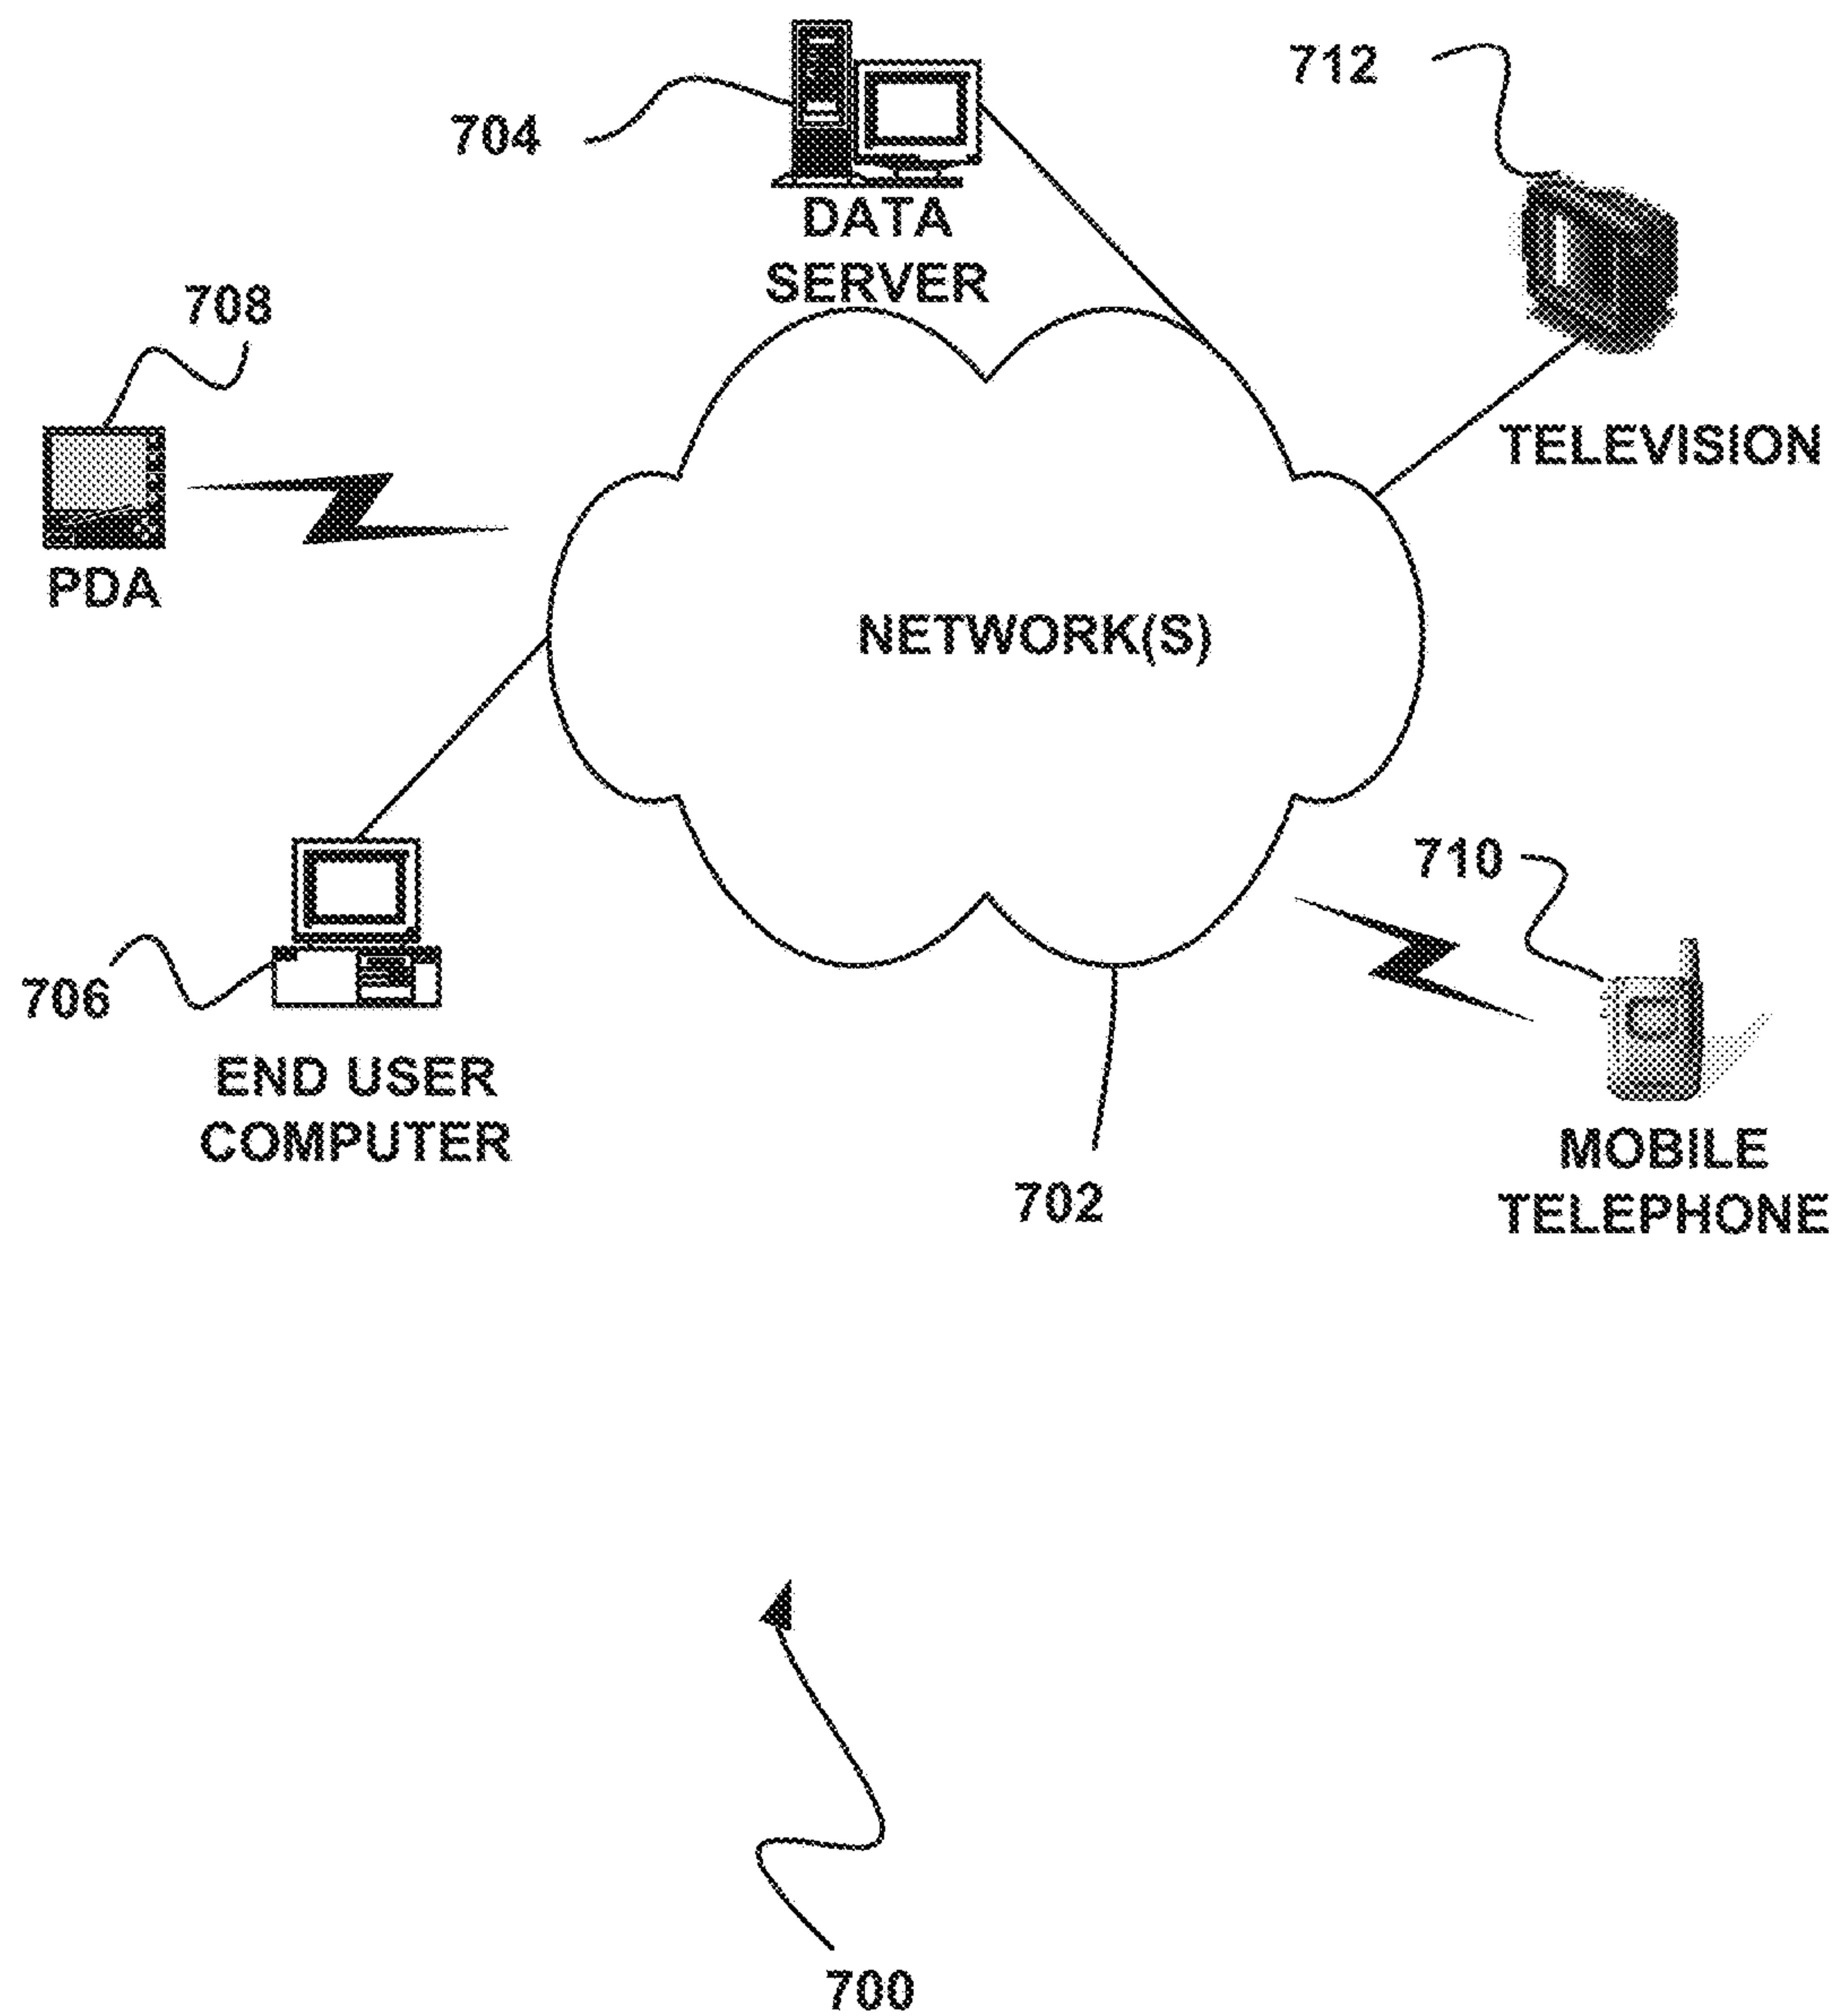 712
704
DATA
SERVER
708
TELEVISION
PDA
NETWORK(S)
710
706
END USER
COMPUTER
MOBILE
TELEPHONE
702
700